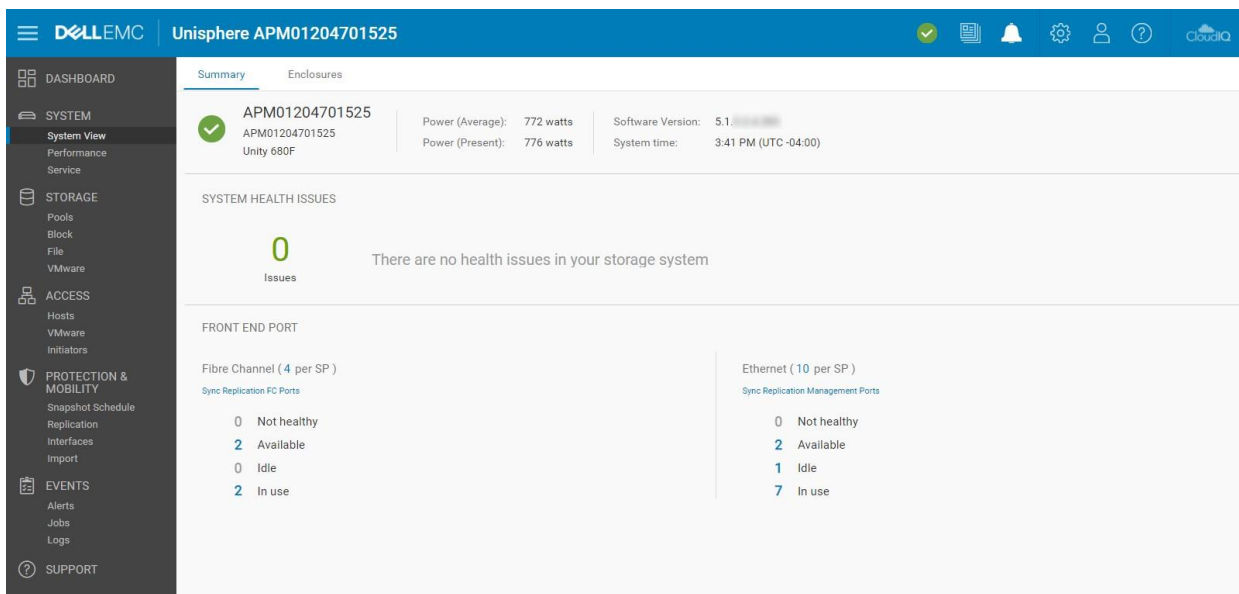 DELLEMC Unisphere APM01204701525 CloudIQ
DASHBOARD
SYSTEM
System View
Performance
Service
STORAGE
Pools
Block
File
VMware
ACCESS
Hosts
VMware
Initiators
PROTECTION &
MOBILITY
Snapshot Schedule
Replication
Interfaces
Import
EVENTS
Alerts
Jobs
Logs
SUPPORT
Summary Enclosures
APM01204701525
APM01204701525
Unity 680F
Power (Average): 772 watts
Power (Present): 776 watts
Software Version: 5.1.
System time: 3:41 PM (UTC -04:00)
SYSTEM HEALTH ISSUES
0
Issues
There are no health issues in your storage system
FRONT END PORT
Fibre Channel ( 4 per SP )
Sync Replication FC Ports
0 Not healthy
2 Available
0 Idle
2 In use
Ethernet ( 10 per SP )
Sync Replication Management Ports
0 Not healthy
2 Available
1 Idle
7 In use